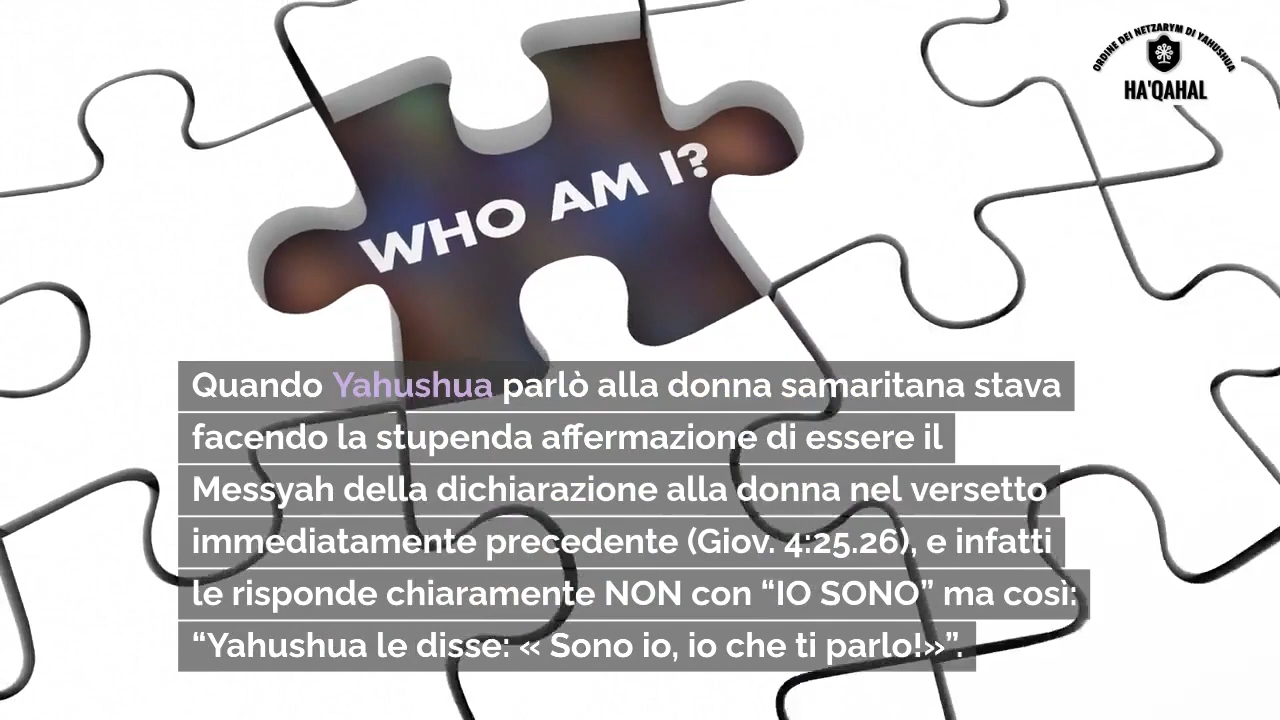 ORDINE DEI NETZARYM DI YAHUSHUA
HA'QAHAL
WHO AM I?
Quando Yahushua parlò alla donna samaritana stava
facendo la stupenda affermazione di essere il
Messyah della dichiarazione alla donna nel versetto
immediatamente precedente (Giov. 4:25.26), e infatti
le risponde chiaramente NON con “IO SONO” ma così:
“Yahushua le disse: « Sono io, io che ti parlo!»”.